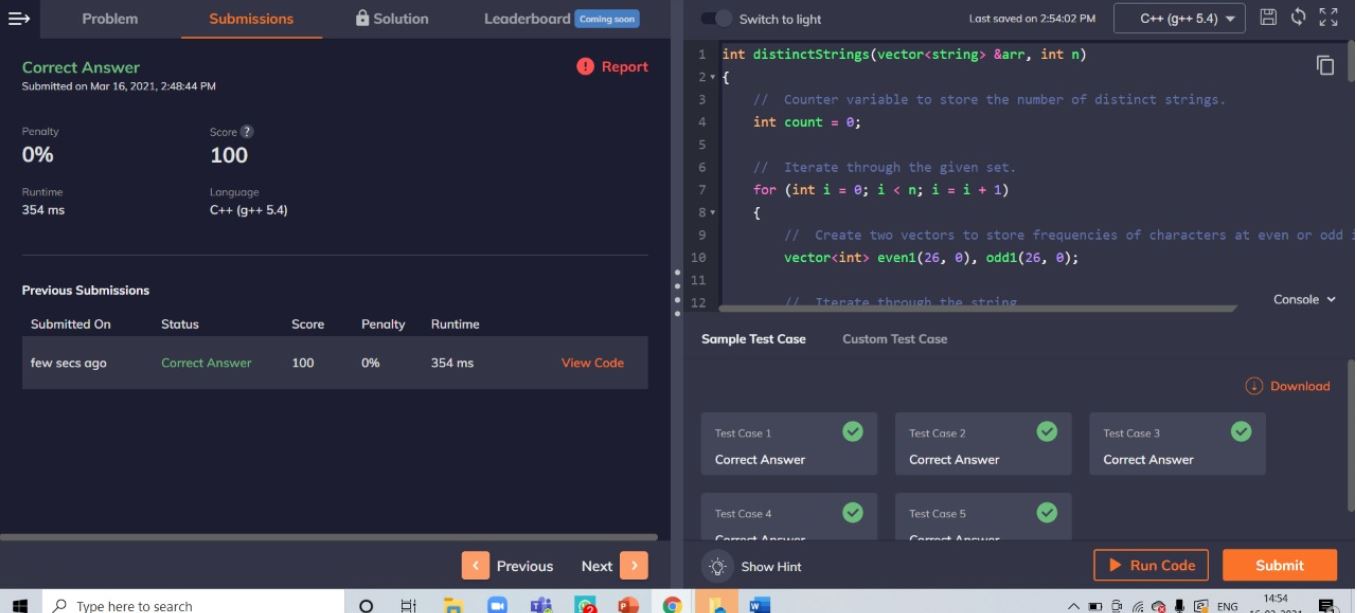 Problem
Submissions
Solution
Leaderboard Coming soon
Correct Answer
Submitted on Mar 16, 2021, 2:48:44 PM
Report
Penalty
0%
Score ?
100
Runtime
354 ms
Language
C++ (g++ 5.4)
Previous Submissions
Submitted On Status Score Penalty Runtime
few secs ago Correct Answer 100 0% 354 ms View Code
Previous Next
Switch to light
Last saved on 2:54:02 PM
C++ (g++ 5.4)
1 int distinctStrings(vector<string> &arr, int n)
2 {
3 // Counter variable to store the number of distinct strings.
4 int count = 0;
5
6 // Iterate through the given set.
7 for (int i = 0; i < n; i = i + 1)
8 {
9 // Create two vectors to store frequencies of characters at even or odd i
10 vector<int> even1(26, 0), odd1(26, 0);
11
12 // Iterate through the string
Console
Sample Test Case Custom Test Case
Download
Test Case 1
Correct Answer
Test Case 2
Correct Answer
Test Case 3
Correct Answer
Test Case 4
Correct Answer
Test Case 5
Correct Answer
Show Hint
Run Code
Submit
Type here to search
ENG
14:54